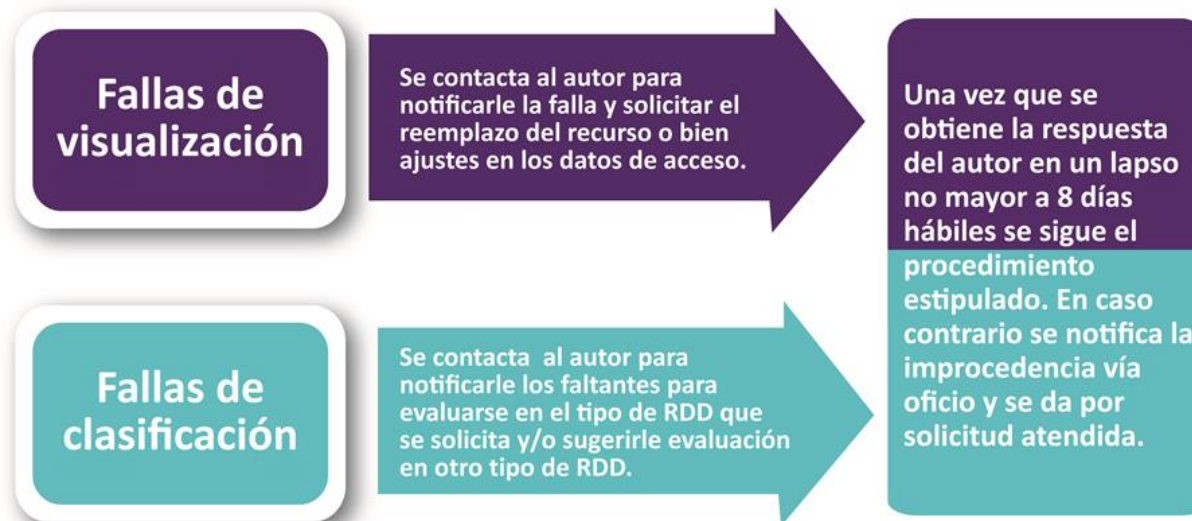 Fallas de
visualización
Se contacta al autor para
notificarle la falla y solicitar el
reemplazo del recurso o bien
ajustes en los datos de acceso.
Fallas de
clasificación
Se contacta al autor para
notificarle los faltantes para
evaluarse en el tipo de RDD que
se solicita y/o sugerirle evaluación
en otro tipo de RDD.
Una vez que se
obtiene la respuesta
del autor en un lapso
no mayor a 8 días
hábiles se sigue el
procedimiento
estipulado. En caso
contrario se notifica la
improcedencia vía
oficio y se da por
solicitud atendida.